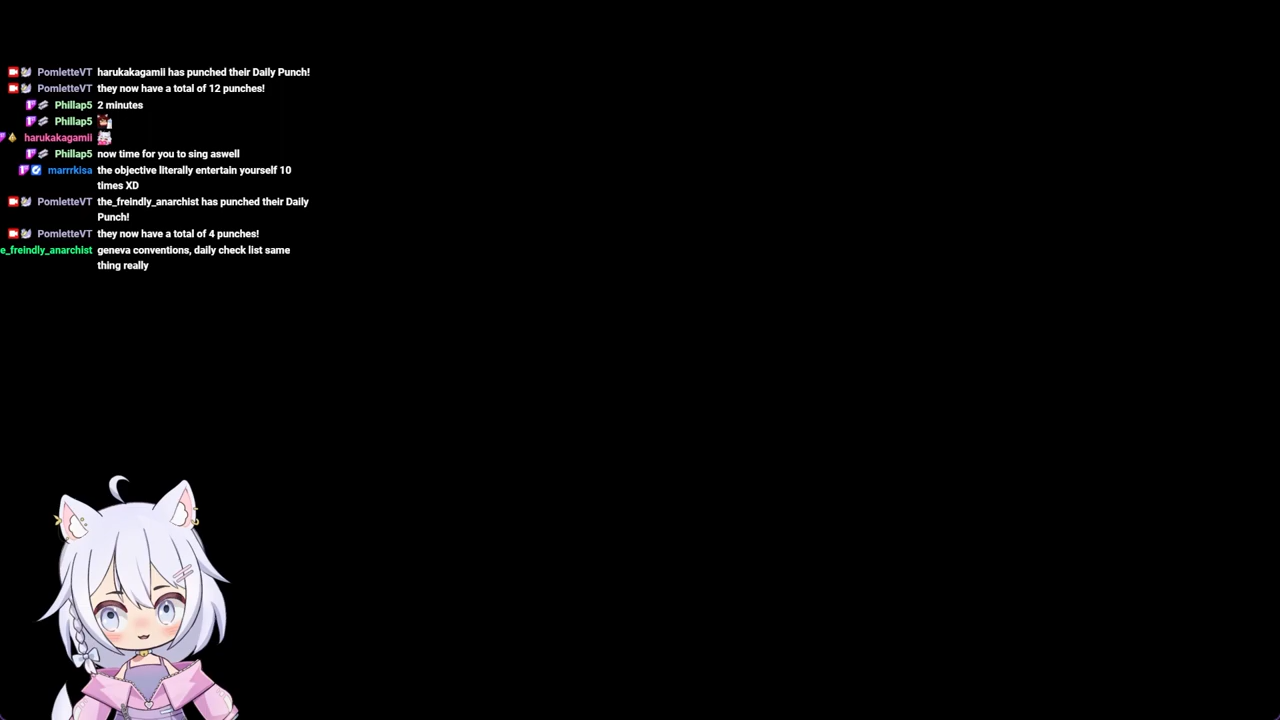 PomletteVT harukakagamii has punched their Daily Punch!
PomletteVT they now have a total of 12 punches!
Phillap5 2 minutes
Phillap5
harukakagamii
Phillap5 now time for you to sing aswell
marrrkisa the objective literally entertain yourself 10
times XD
PomletteVT the_freindly_anarchist has punched their Daily
Punch!
PomletteVT they now have a total of 4 punches!
e_freindly_anarchist geneva conventions, daily check list same
thing really